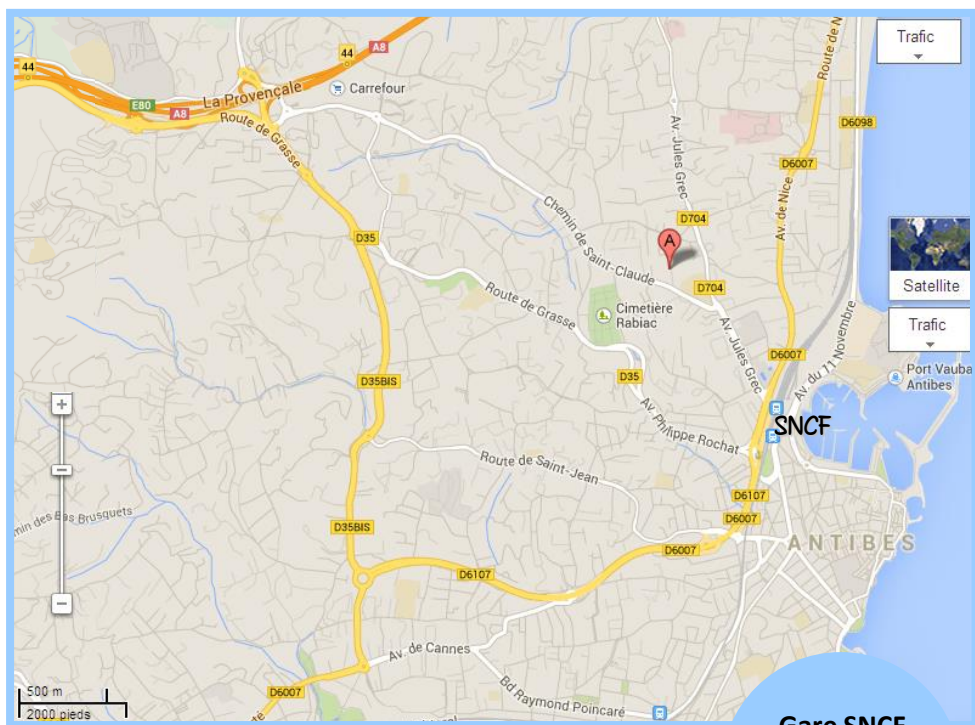 Trafic
44
A8
44
La Provençale
Carrefour
E80
A8
Route de Grasse
Av. Jules Grec
Route de N
D6098
D6007
Av. de Nice
Chemin de Saint-Claude
D704
A
D35
D704
Satellite
Route de Grasse
Cimetière
Rabiac
Av. Jules Grec
Trafic
D6007
Av. du 11 Novembre
Port Vauba
Antibes
D35BIS
D35
Av. Philippe Rochat
SNCF
Route de Saint-Jean
D6107
D6007
min des Bas Brusquets
D35BIS
D6007
ANTIBES
D6107
Av. de Cannes
Bd Raymond Poincaré
D6007
500 m
2000 pieds
Gare SNCF